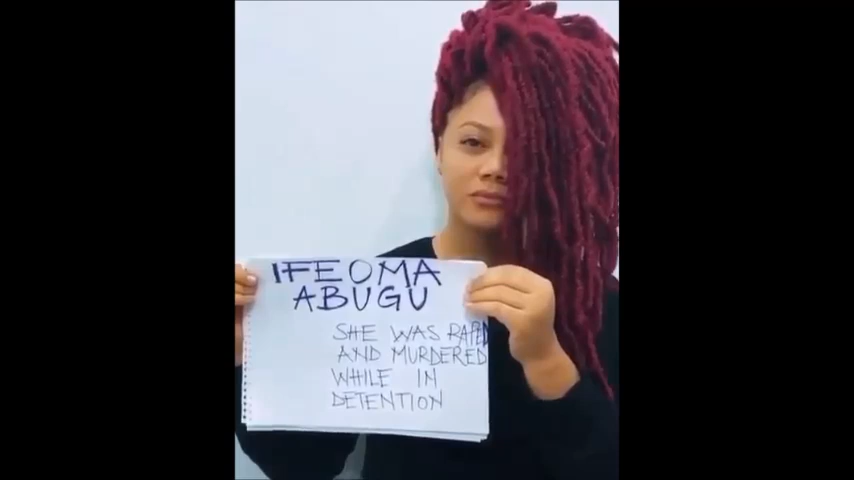 IFEOMA
ABUGU
SHE WAS RAPED
AND MURDERED
WHILE IN
DETENTION